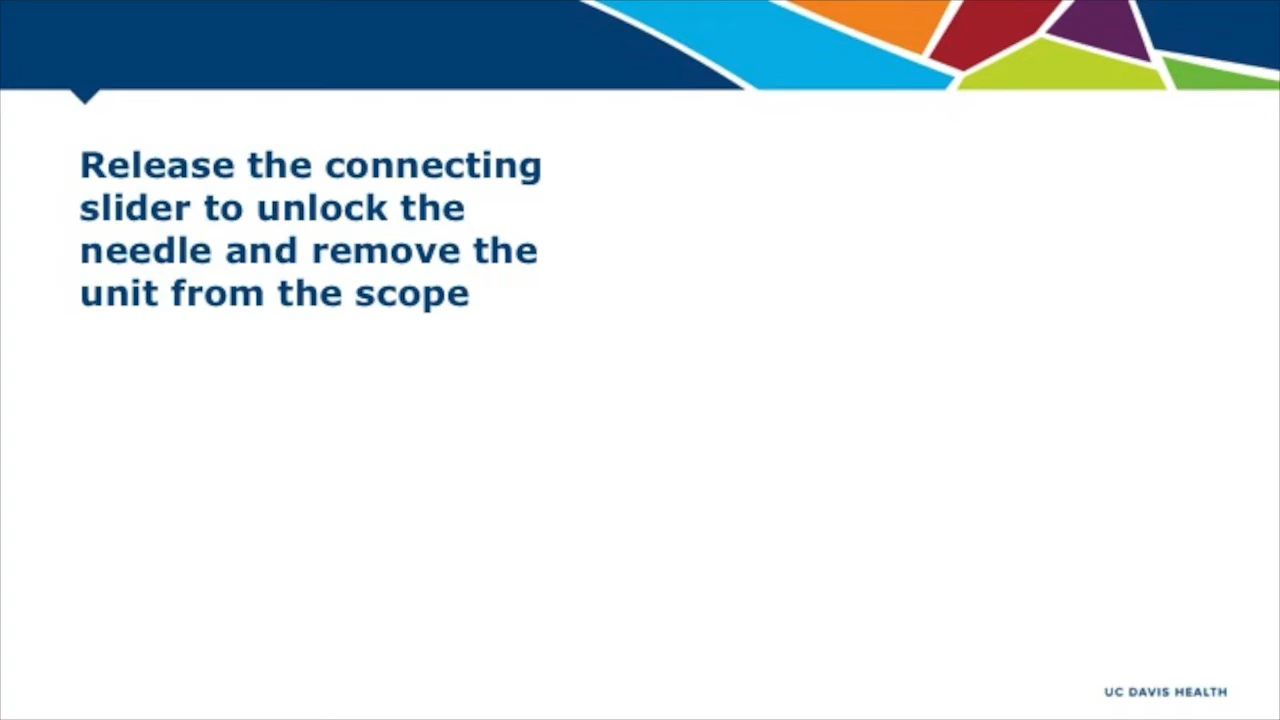 Release the connecting
slider to unlock the
needle and remove the
unit from the scope
UC DAVIS HEALTH